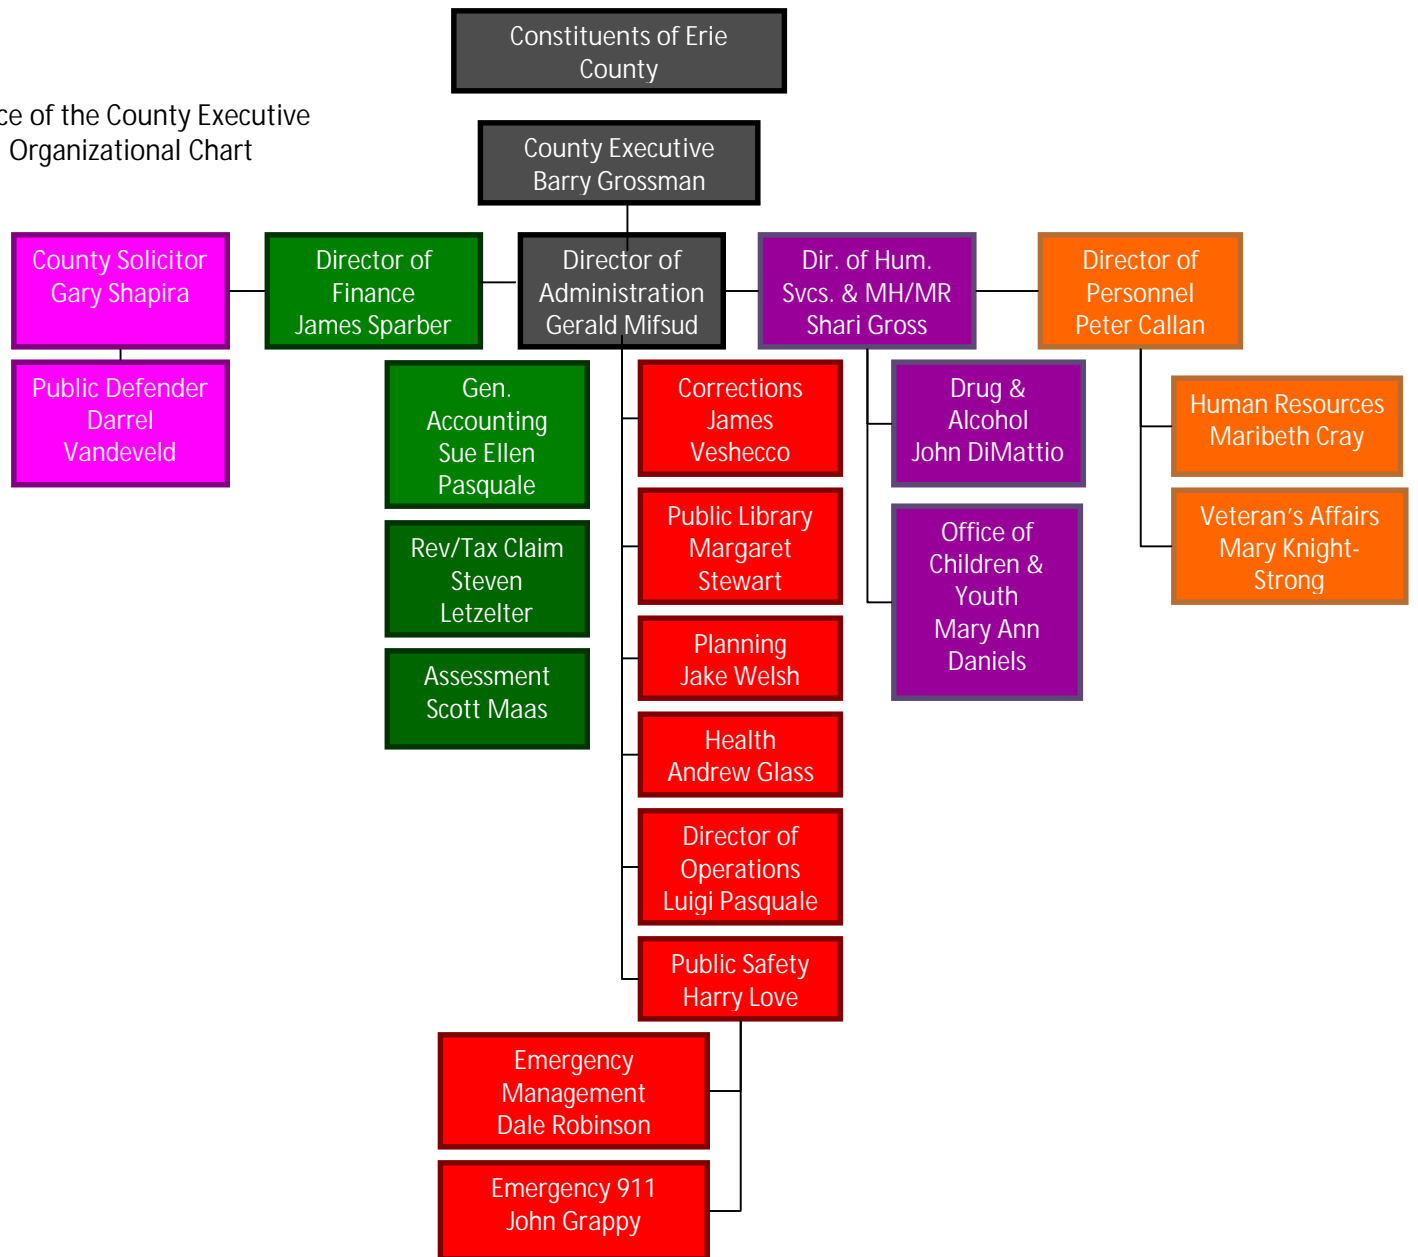 Constituents of Erie
County
ce of the County Executive
Organizational Chart
County Executive
Barry Grossman
County Solicitor
Gary Shapira
Director of
Finance
James Sparber
Director of
Administration
Gerald Mifsud
Dir. of Hum.
Svcs. & MH/MR
Shari Gross
Director of
Personnel
Peter Callan
Public Defender
Darrel
Vandeveld
Gen.
Accounting
Sue Ellen
Pasquale
Rev/Tax Claim
Steven
Letzelter
Assessment
Scott Maas
Corrections
James
Veshecco
Public Library
Margaret
Stewart
Planning
Jake Welsh
Health
Andrew Glass
Director of
Operations
Luigi Pasquale
Public Safety
Harry Love
Emergency
Management
Dale Robinson
Emergency 911
John Grappy
Drug &
Alcohol
John DiMattio
Office of
Children &
Youth
Mary Ann
Daniels
Human Resources
Maribeth Cray
Veteran’s Affairs
Mary Knight-
Strong